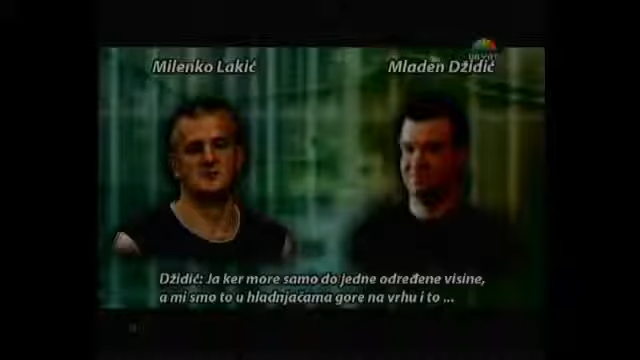 Milenko Lakić
Mladen Džidić
Džidić: Ja ker more samo do jedne određene visine,
a mi smo to u hladnjačama gore na vrhu i to ...